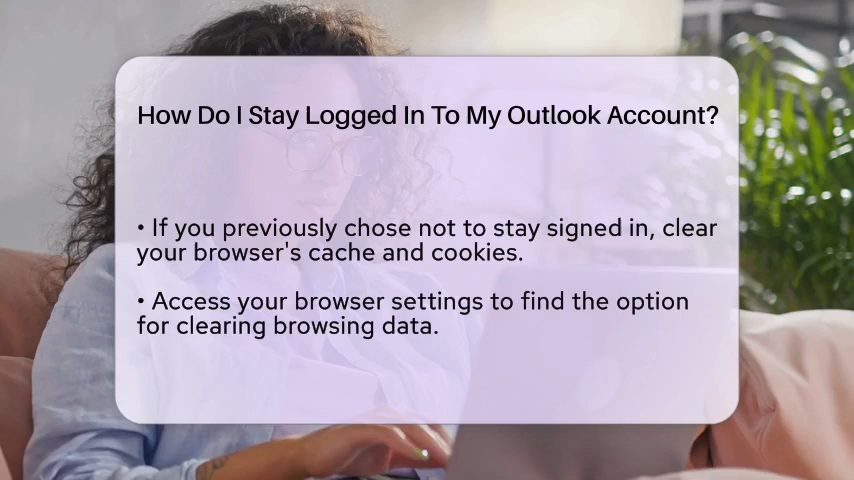 How Do I Stay Logged In To My Outlook Account?
• If you previously chose not to stay signed in, clear
your browser's cache and cookies.
• Access your browser settings to find the option
for clearing browsing data.